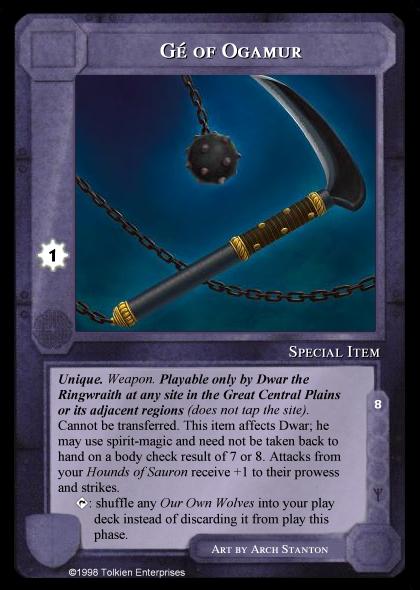 Gé of Ogamur
1
Special Item
Unique. Weapon. Playable only by Dwar the
Ringwraith at any site in the Great Central Plains
or its adjacent regions (does not tap the site).
Cannot be transferred. This item affects Dwar; he
may use spirit-magic and need not be taken back to
hand on a body check result of 7 or 8. Attacks from
your Hounds of Sauron receive +1 to their prowess
and strikes.
: shuffle any Our Own Wolves into your play
deck instead of discarding it from play this
phase.
8
Art by Arch Stanton
©1998 Tolkien Enterprises